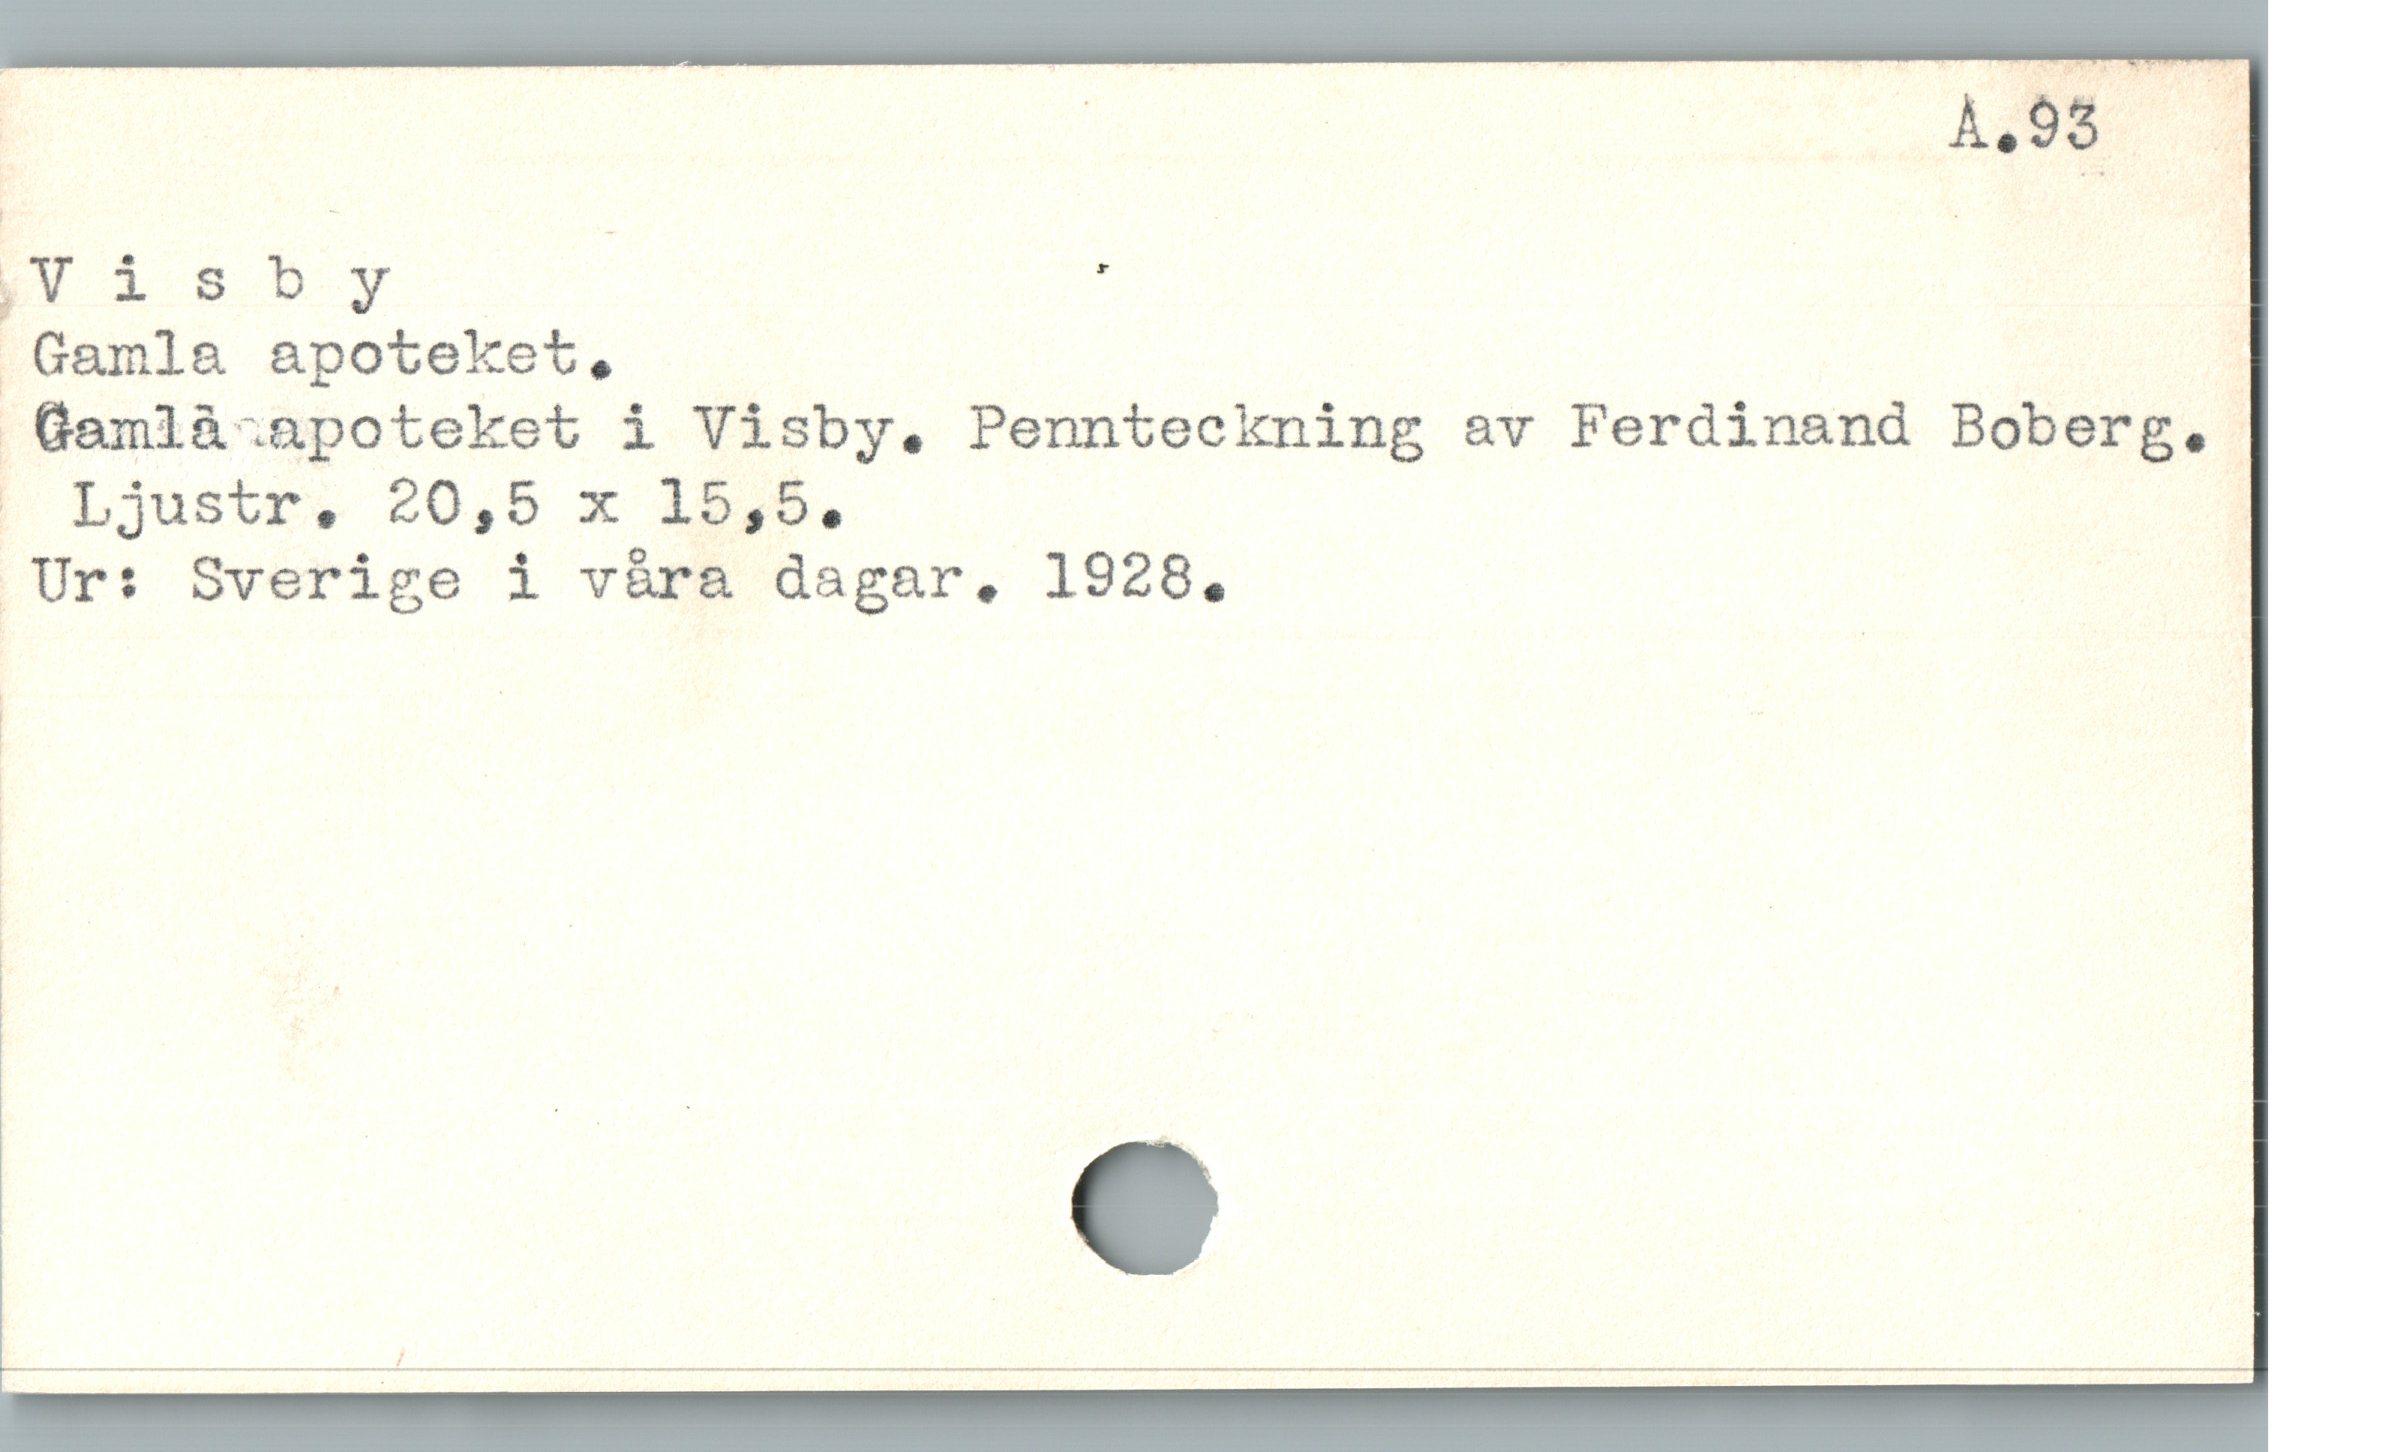 A.93
V i s b y
Gamla apoteket.
Gamla apoteket i Visby. Pennteckning av Ferdinand Boberg.
Ljustr. 20,5 x 15,5.
Ur: Sverige i våra dagar. 1928.